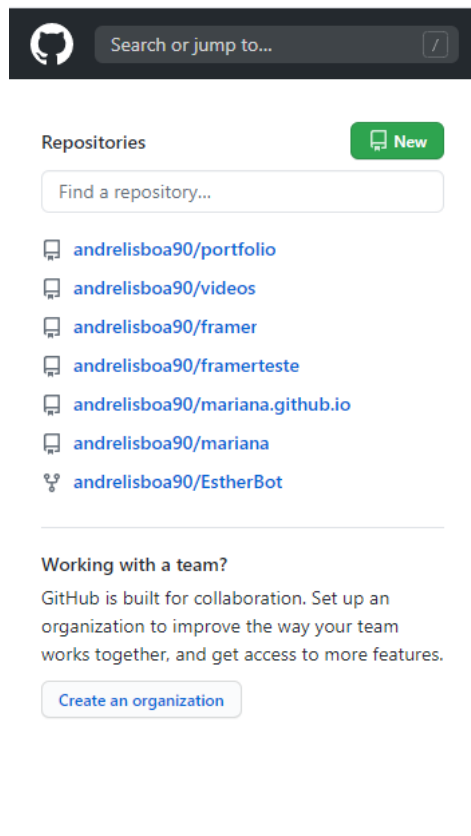 Search or jump to... /
Repositories New
Find a repository...
andrelisboa90/portfolio
andrelisboa90/videos
andrelisboa90/framer
andrelisboa90/framerteste
andrelisboa90/mariana.github.io
andrelisboa90/mariana
andrelisboa90/EstherBot
Working with a team?
GitHub is built for collaboration. Set up an
organization to improve the way your team
works together, and get access to more features.
Create an organization